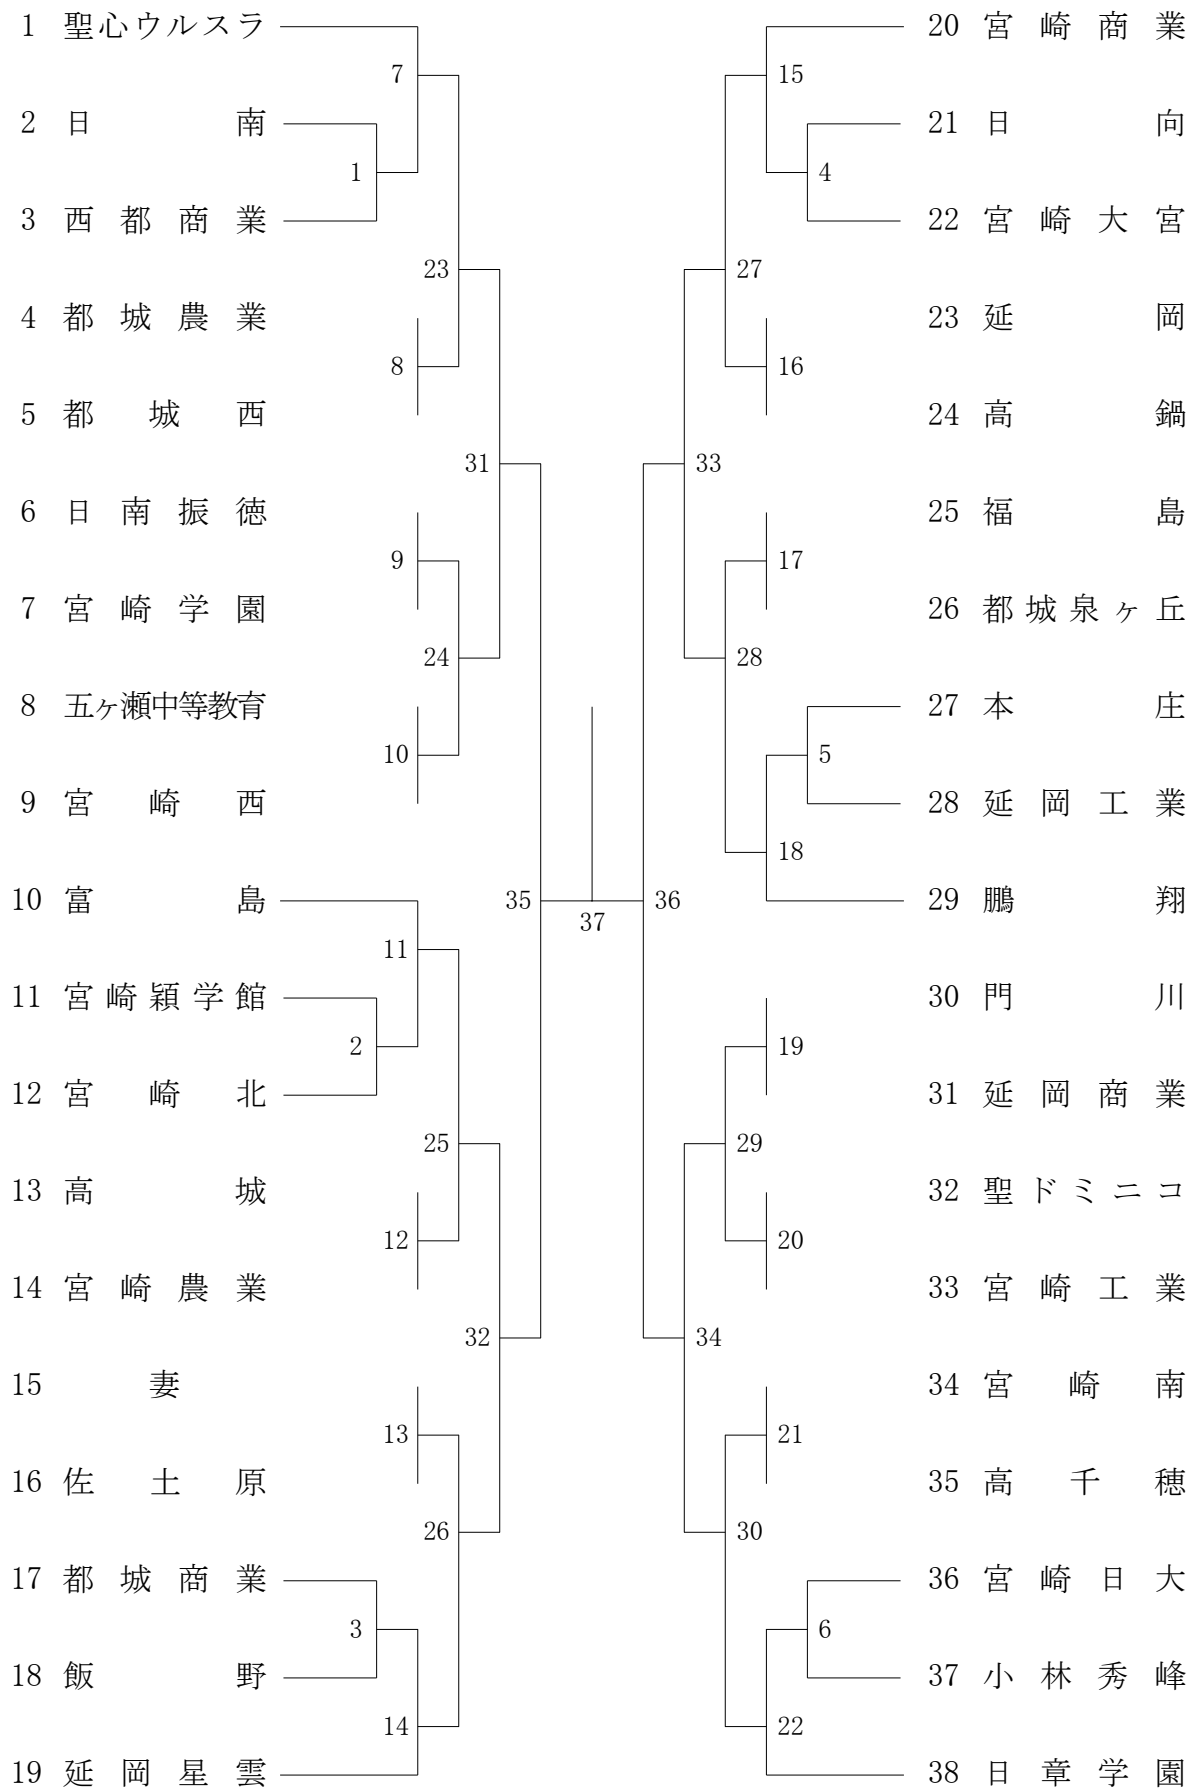 1 聖心ウルスラ
2 日南
3 西都商業
4 都城農業
5 都城西
6 日南振徳
7 宮崎学園
8 五ヶ瀬中等教育
9 宮崎西
10 富島
11 宮崎穎学館
12 宮崎北
13 高城
14 宮崎農業
15 妻
16 佐土原
17 都城商業
18 飯野
19 延岡星雲
7
1
23
8
31
9
24
10
35
11
2
25
12
32
13
26
3
14
37
15
4
27
16
33
17
28
5
18
36
19
29
20
34
21
30
6
22
20 宮崎商業
21 日向
22 宮崎大宮
23 延岡
24 高鍋
25 福島
26 都城泉ヶ丘
27 本庄
28 延岡工業
29 鵬翔
30 門川
31 延岡商業
32 聖ドミニコ
33 宮崎工業
34 宮崎南
35 高千穂
36 宮崎日大
37 小林秀峰
38 日章学園